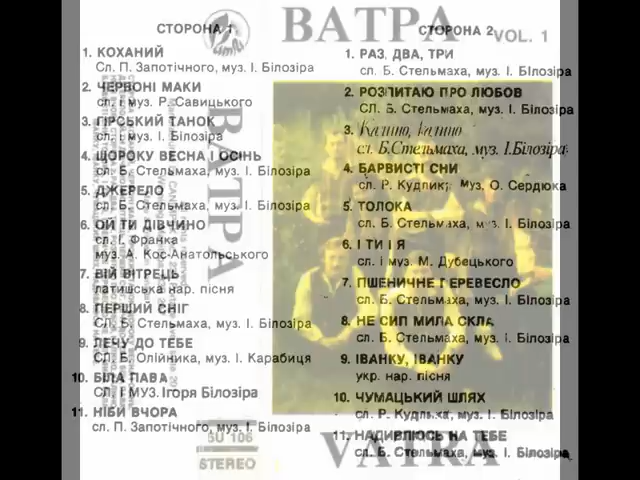 ВАТРА
VOL. 1
СТОРОНА 1
1. КОХАНИЙ
Сл. П. Запотічного, муз. І. Білозіра
2. ЧЕРВОНІ МАКИ
сл. і муз. Р. Савицького
3. ГІРСЬКИЙ ТАНОК
сл. і муз. І. Білозіра
4. ЩОРОКУ ВЕСНА І ОСІНЬ
сл. Б. Стельмаха, муз. І. Білозіра
5. ДЖЕРЕЛО
сл. Б. Стельмаха, муз. І. Білозіра
6. ОЙ ТИ ДІВЧИНО
сл. І. Франка
муз. А. Кос-Анатольського
7. ВІЙ ВІТРЕЦЬ
латишська нар. пісня
8. ПЕРШИЙ СНІГ
сл. Б. Стельмаха, муз. І. Білозіра
9. ЛЕЧУ ДО ТЕБЕ
Сл. Б. Олійника, муз. І. Карабиця
10. БІЛА ПАВА
СЛ. І МУЗ. Ігоря Білозіра
11. НІБИ ВЧОРА
сл. П. Запотічного, муз. І. Білозіра
СТОРОНА 2
1. РАЗ, ДВА, ТРИ
сл. Б. Стельмаха, муз. І. Білозіра
2. РОЗПИТАЮ ПРО ЛЮБОВ
СЛ. Б. Стельмаха, муз. І. Білозіра
3. Калино, калино
сл. Б.Стельмаха, муз. І.Білозіра
4. БАРВИСТІ СНИ
сл. Р. Кудлик, Муз. О. Сердюка
5. ТОЛОКА
сл. Б. Стельмаха, муз. І. Білозіра
6. І ТИ І Я
сл. і муз. М. Дубецького
7. ПШЕНИЧНЕ ПЕРЕВЕСЛО
сл. Б. Стельмаха, муз. І. Білозіра
8. НЕ СИП МИЛА СКЛА
сл. Б. Стельмаха, муз. І. Білозіра
9. ІВАНКУ, ІВАНКУ
укр. нар. пісня
10. ЧУМАЦЬКИЙ ШЛЯХ
сл. Р. Кудлика, муз. І. Білозіра
11. НАДИВЛЮСЬ НА ТЕБЕ
сл. Б. Стельмаха, муз. І. Білозіра
ВАТРА
SU 106
STEREO
VATRA